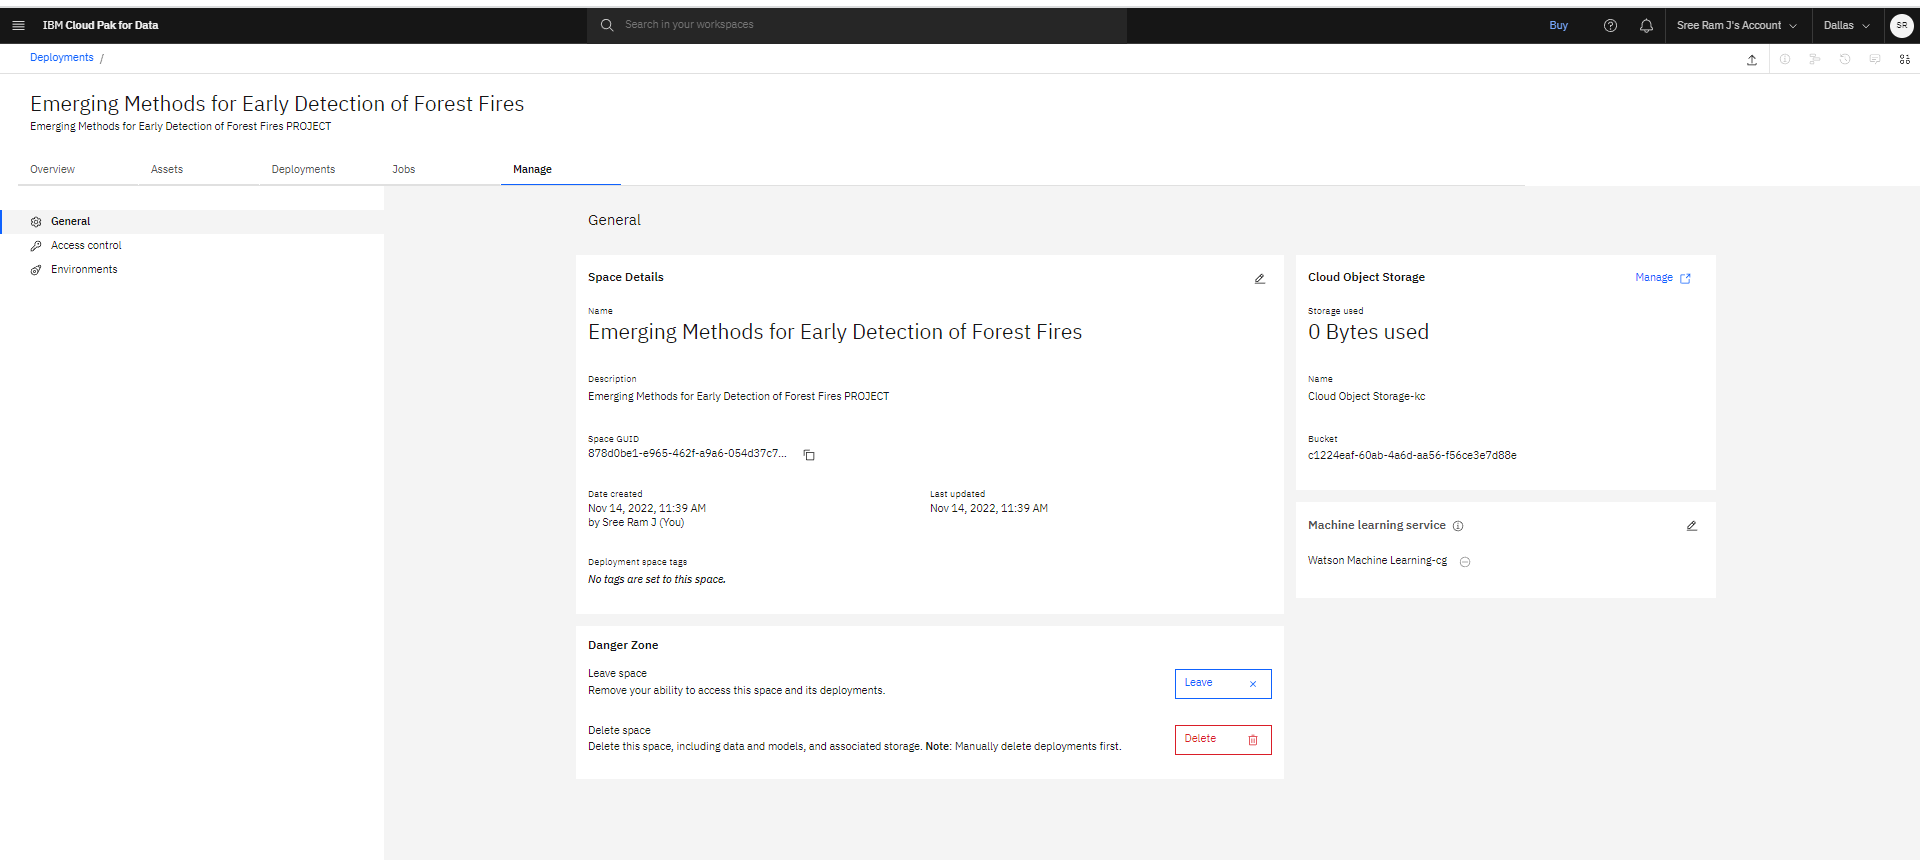 IBM Cloud Pak for Data
Search in your workspaces
Buy
Sree Ram J's Account
Dallas
SR
Deployments /
Emerging Methods for Early Detection of Forest Fires
Emerging Methods for Early Detection of Forest Fires PROJECT
Overview
Assets
Deployments
Jobs
Manage
General
Access control
Environments
General
Space Details
Name
Emerging Methods for Early Detection of Forest Fires
Description
Emerging Methods for Early Detection of Forest Fires PROJECT
Space GUID
878d0be1-e965-462f-a9a6-054d37c7...
Date created
Nov 14, 2022, 11:39 AM
by Sree Ram J (You)
Last updated
Nov 14, 2022, 11:39 AM
Deployment space tags
No tags are set to this space.
Cloud Object Storage
Manage
Storage used
0 Bytes used
Name
Cloud Object Storage-kc
Bucket
c1224eaf-60ab-4a6d-aa56-f56ce3e7d88e
Machine learning service
Watson Machine Learning-cg
Danger Zone
Leave space
Remove your ability to access this space and its deployments.
Leave
Delete space
Delete this space, including data and models, and associated storage. Note: Manually delete deployments first.
Delete